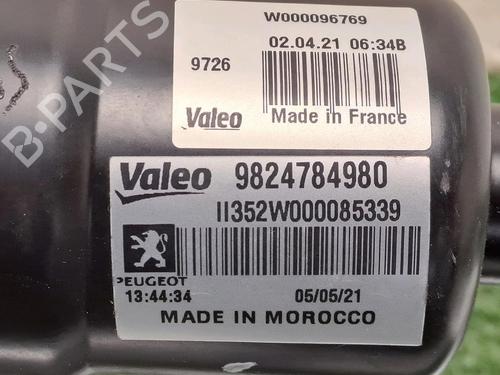 W000096769
02.04.21 06:34B
9726
Valeo Made in France
Valeo 9824784980
II352W000085339
PEUGEOT
13:44:34 05/05/21
MADE IN MOROCCO